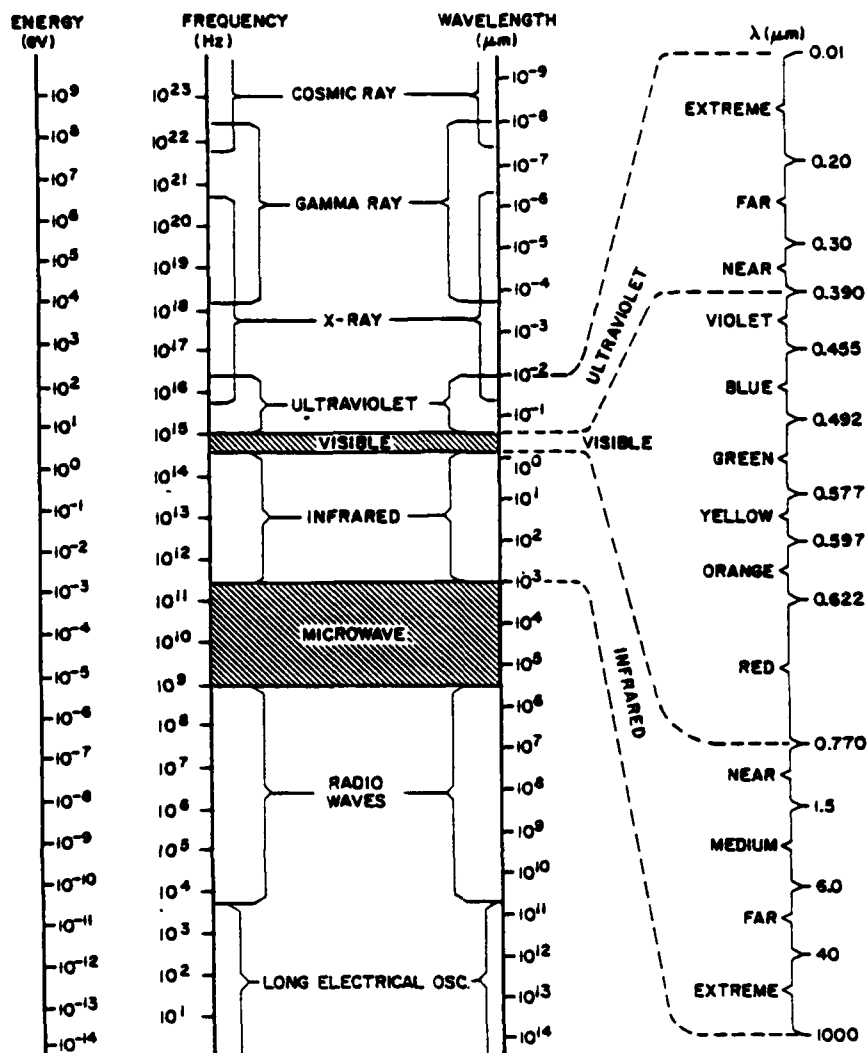 ENERGY
(eV)
10⁹
10⁸
10⁷
10⁶
10⁵
10⁴
10³
10²
10¹
10⁰
10⁻¹
10⁻²
10⁻³
10⁻⁴
10⁻⁵
10⁻⁶
10⁻⁷
10⁻⁸
10⁻⁹
10⁻¹⁰
10⁻¹¹
10⁻¹²
10⁻¹³
10⁻¹⁴
FREQUENCY
(Hz)
10²³
10²²
10²¹
10²⁰
10¹⁹
10¹⁸
10¹⁷
10¹⁶
10¹⁵
10¹⁴
10¹³
10¹²
10¹¹
10¹⁰
10⁹
10⁸
10⁷
10⁶
10⁵
10⁴
10³
10²
10¹
COSMIC RAY
GAMMA RAY
X-RAY
ULTRAVIOLET
VISIBLE
INFRARED
MICROWAVE
RADIO
WAVES
LONG ELECTRICAL OSC.
WAVELENGTH
(μm)
10⁻⁹
10⁻⁸
10⁻⁷
10⁻⁶
10⁻⁵
10⁻⁴
10⁻³
10⁻²
10⁻¹
10⁰
10¹
10²
10³
10⁴
10⁵
10⁶
10⁷
10⁸
10⁹
10¹⁰
10¹¹
10¹²
10¹³
10¹⁴
ULTRAVIOLET
VISIBLE
INFRARED
λ (μm)
0.01
EXTREME
0.20
FAR
0.30
NEAR
0.390
VIOLET
0.455
BLUE
0.492
GREEN
0.577
YELLOW
0.597
ORANGE
0.622
RED
0.770
NEAR
1.5
MEDIUM
6.0
FAR
40
EXTREME
1000